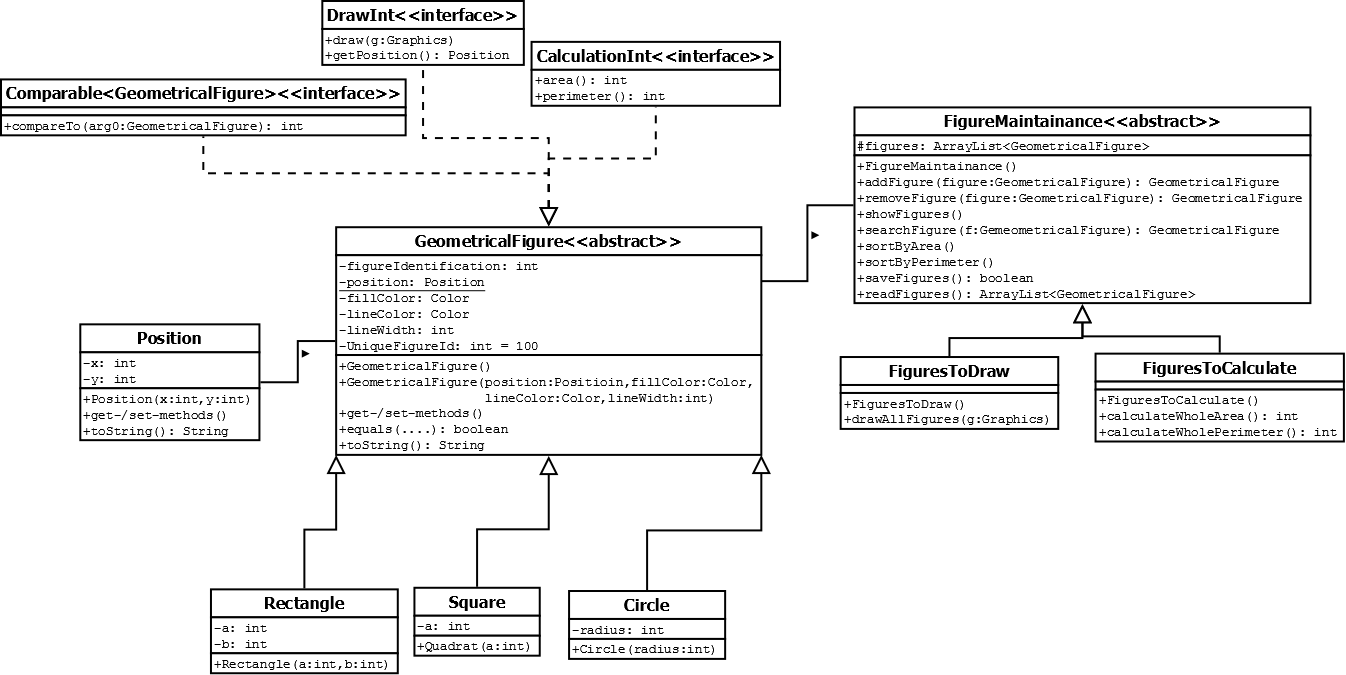 DrawInt<<interface>>
+draw(g:Graphics)
+getPosition(): Position
CalculationInt<<interface>>
+area(): int
+perimeter(): int
Comparable<GeometricalFigure><<interface>>
+compareTo(arg0:GeometricalFigure): int
FigureMaintainance<<abstract>>
#figures: ArrayList<GeometricalFigure>
+FigureMaintainance()
+addFigure(figure:GeometricalFigure): GeometricalFigure
+removeFigure(figure:GeometricalFigure): GeometricalFigure
+showFigures()
+searchFigure(f:GemeometricalFigure): GeometricalFigure
+sortByArea()
+sortByPerimeter()
+saveFigures(): boolean
+readFigures(): ArrayList<GeometricalFigure>
GeometricalFigure<<abstract>>
-figureIdentification: int
-position: Position
-fillColor: Color
-lineColor: Color
-lineWidth: int
-UniqueFigureId: int = 100
+GeometricalFigure()
+GeometricalFigure(position:Positioin,fillColor:Color,
lineColor:Color,lineWidth:int)
+get-/set-methods()
+equals(....): boolean
+toString(): String
Position
-x: int
-y: int
+Position(x:int,y:int)
+get-/set-methods()
+toString(): String
FiguresToDraw
+FiguresToDraw()
+drawAllFigures(g:Graphics)
FiguresToCalculate
+FiguresToCalculate()
+calculateWholeArea(): int
+calculateWholePerimeter(): int
Rectangle
-a: int
-b: int
+Rectangle(a:int,b:int)
Square
-a: int
+Quadrat(a:int)
Circle
-radius: int
+Circle(radius:int)